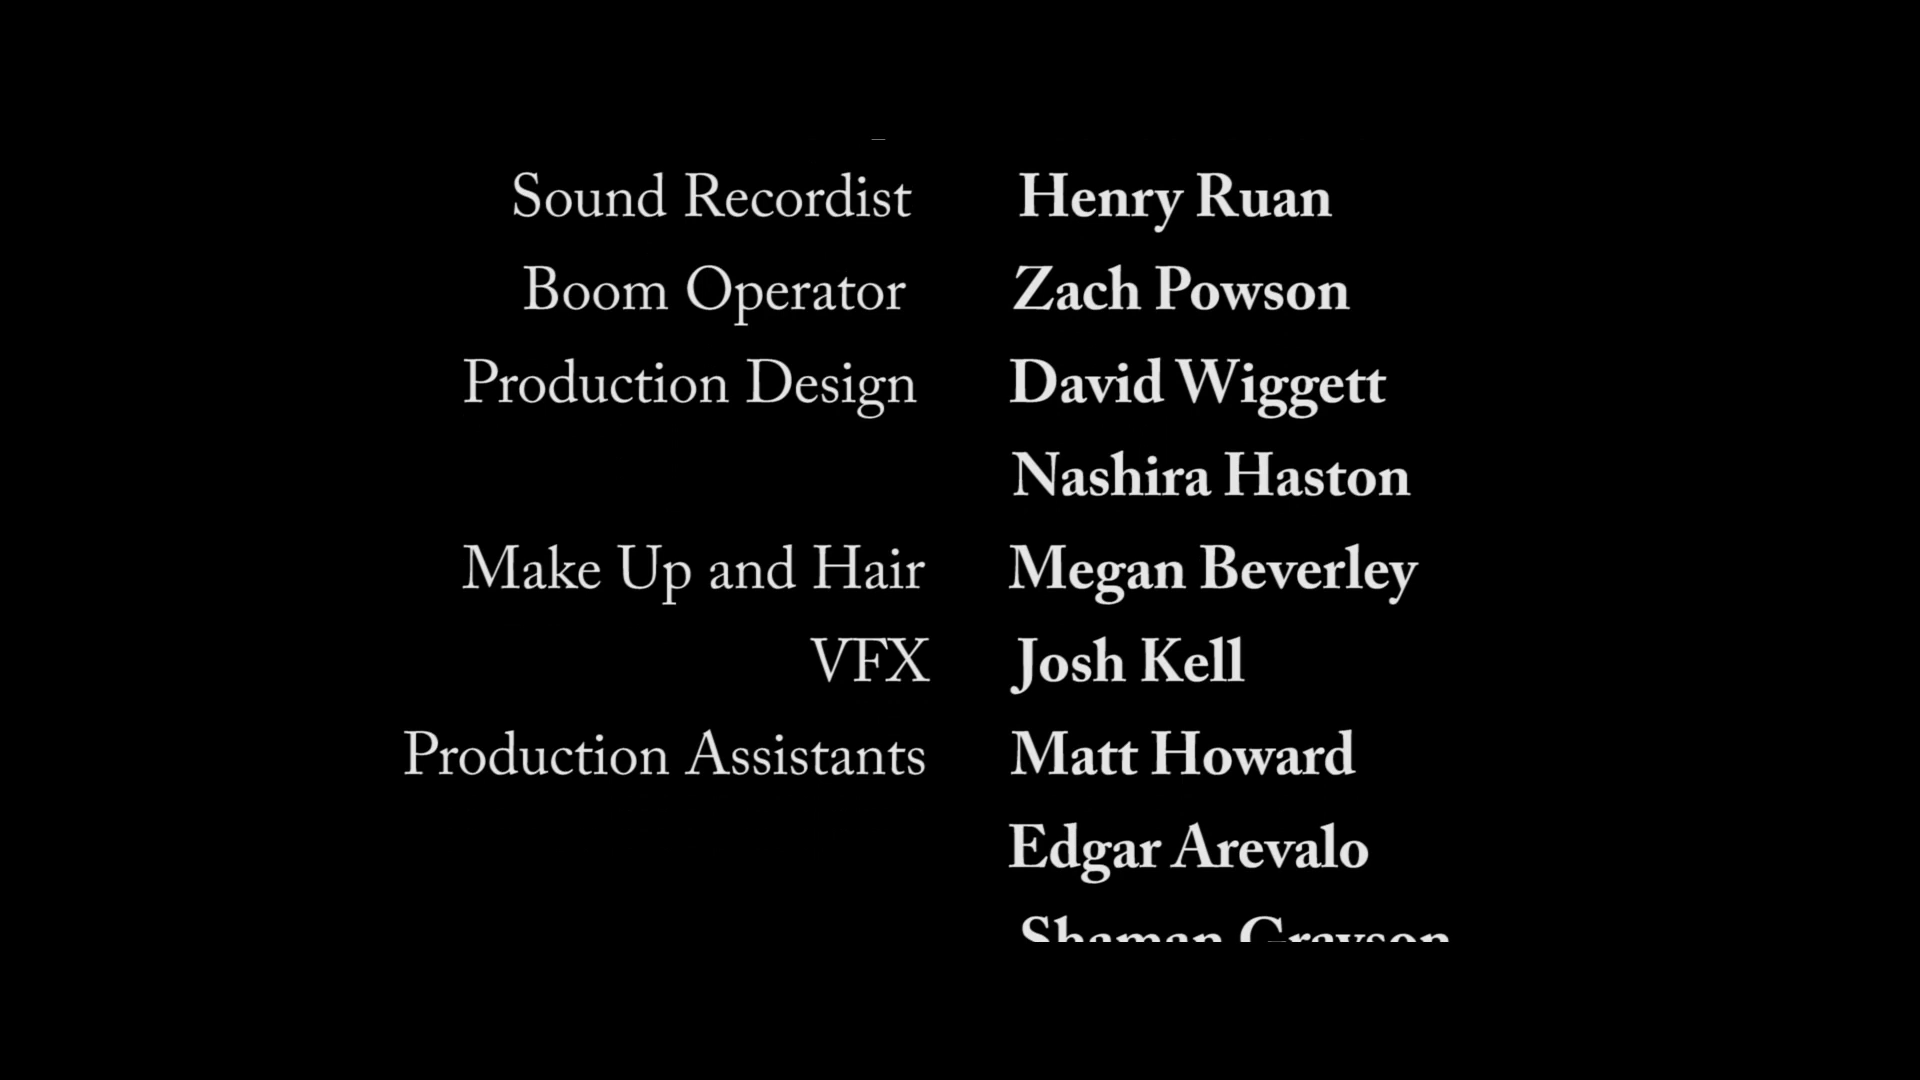 Sound Recordist Henry Ruan
Boom Operator Zach Powson
Production Design David Wiggett
Nashira Haston
Make Up and Hair Megan Beverley
VFX Josh Kell
Production Assistants Matt Howard
Edgar Arevalo
Shaman Grayson